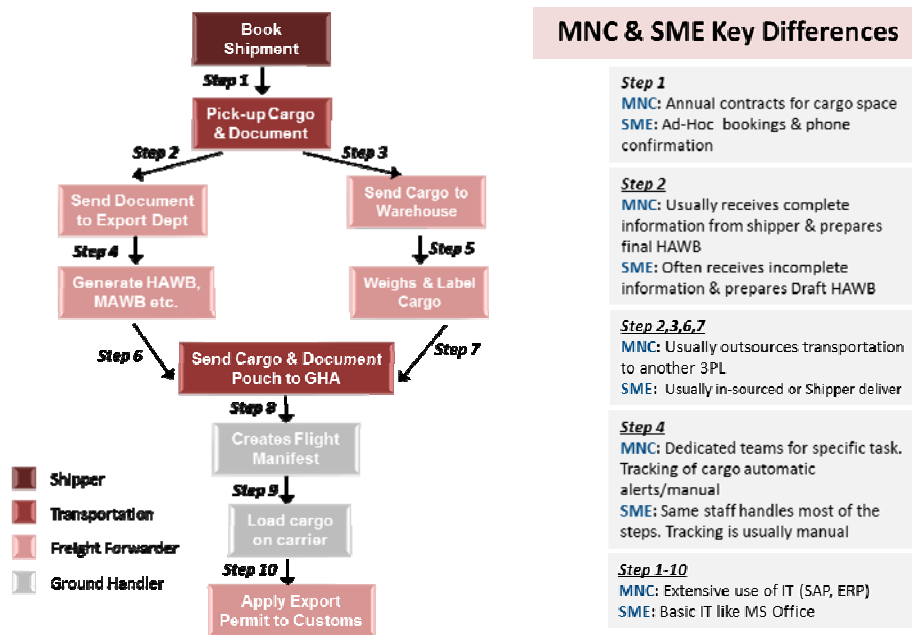 Book
Shipment
Step 1
Pick-up Cargo
& Document
Step 2
Step 3
Send Document
to Export Dept
Send Cargo to
Warehouse
Step 4
Step 5
Generate HAWB,
MAWB etc.
Weighs & Label
Cargo
Step 6
Step 7
Send Cargo & Document
Pouch to GHA
Step 8
Creates Flight
Manifest
Step 9
Load cargo
on carrier
Step 10
Apply Export
Permit to Customs
Shipper
Transportation
Freight Forwarder
Ground Handler
MNC & SME Key Differences
Step 1
MNC: Annual contracts for cargo space
SME: Ad-Hoc bookings & phone
confirmation
Step 2
MNC: Usually receives complete
information from shipper & prepares
final HAWB
SME: Often receives incomplete
information & prepares Draft HAWB
Step 2,3,6,7
MNC: Usually outsources transportation
to another 3PL
SME: Usually in-sourced or Shipper deliver
Step 4
MNC: Dedicated teams for specific task.
Tracking of cargo automatic
alerts/manual
SME: Same staff handles most of the
steps. Tracking is usually manual
Step 1-10
MNC: Extensive use of IT (SAP, ERP)
SME: Basic IT like MS Office